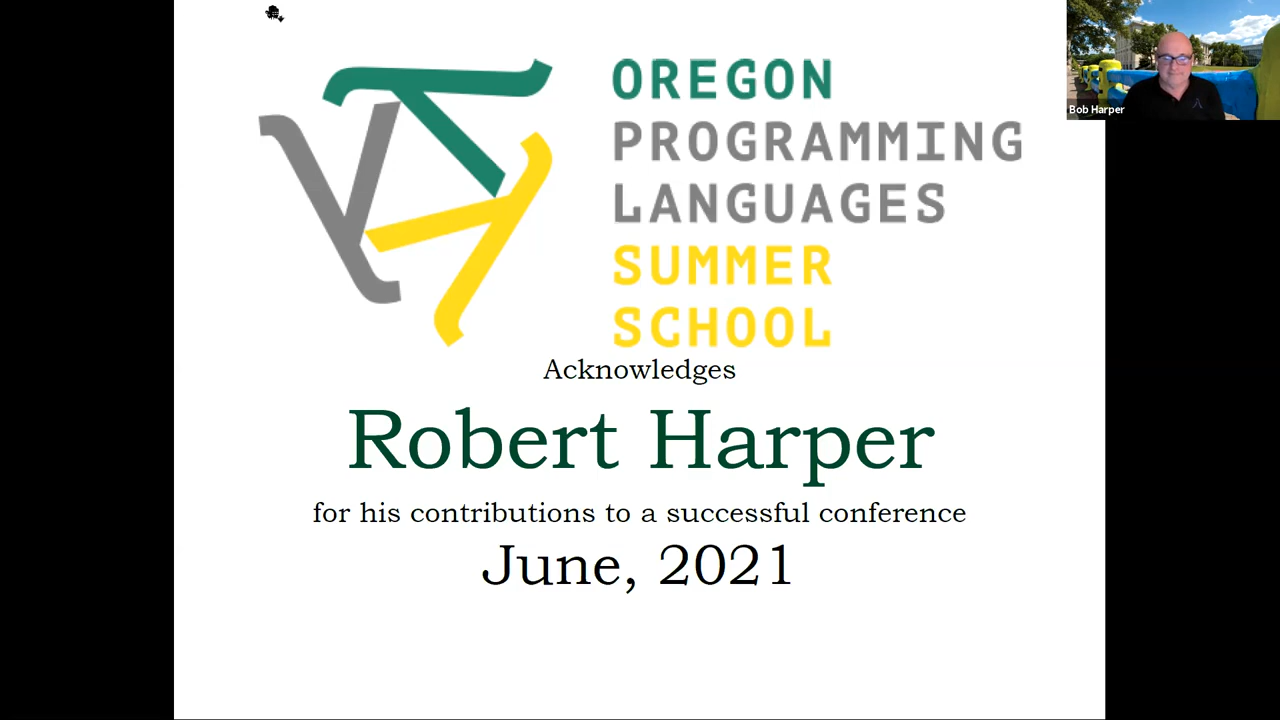 OREGON
PROGRAMMING
LANGUAGES
SUMMER
SCHOOL
Acknowledges
Robert Harper
for his contributions to a successful conference
June, 2021
Bob Harper